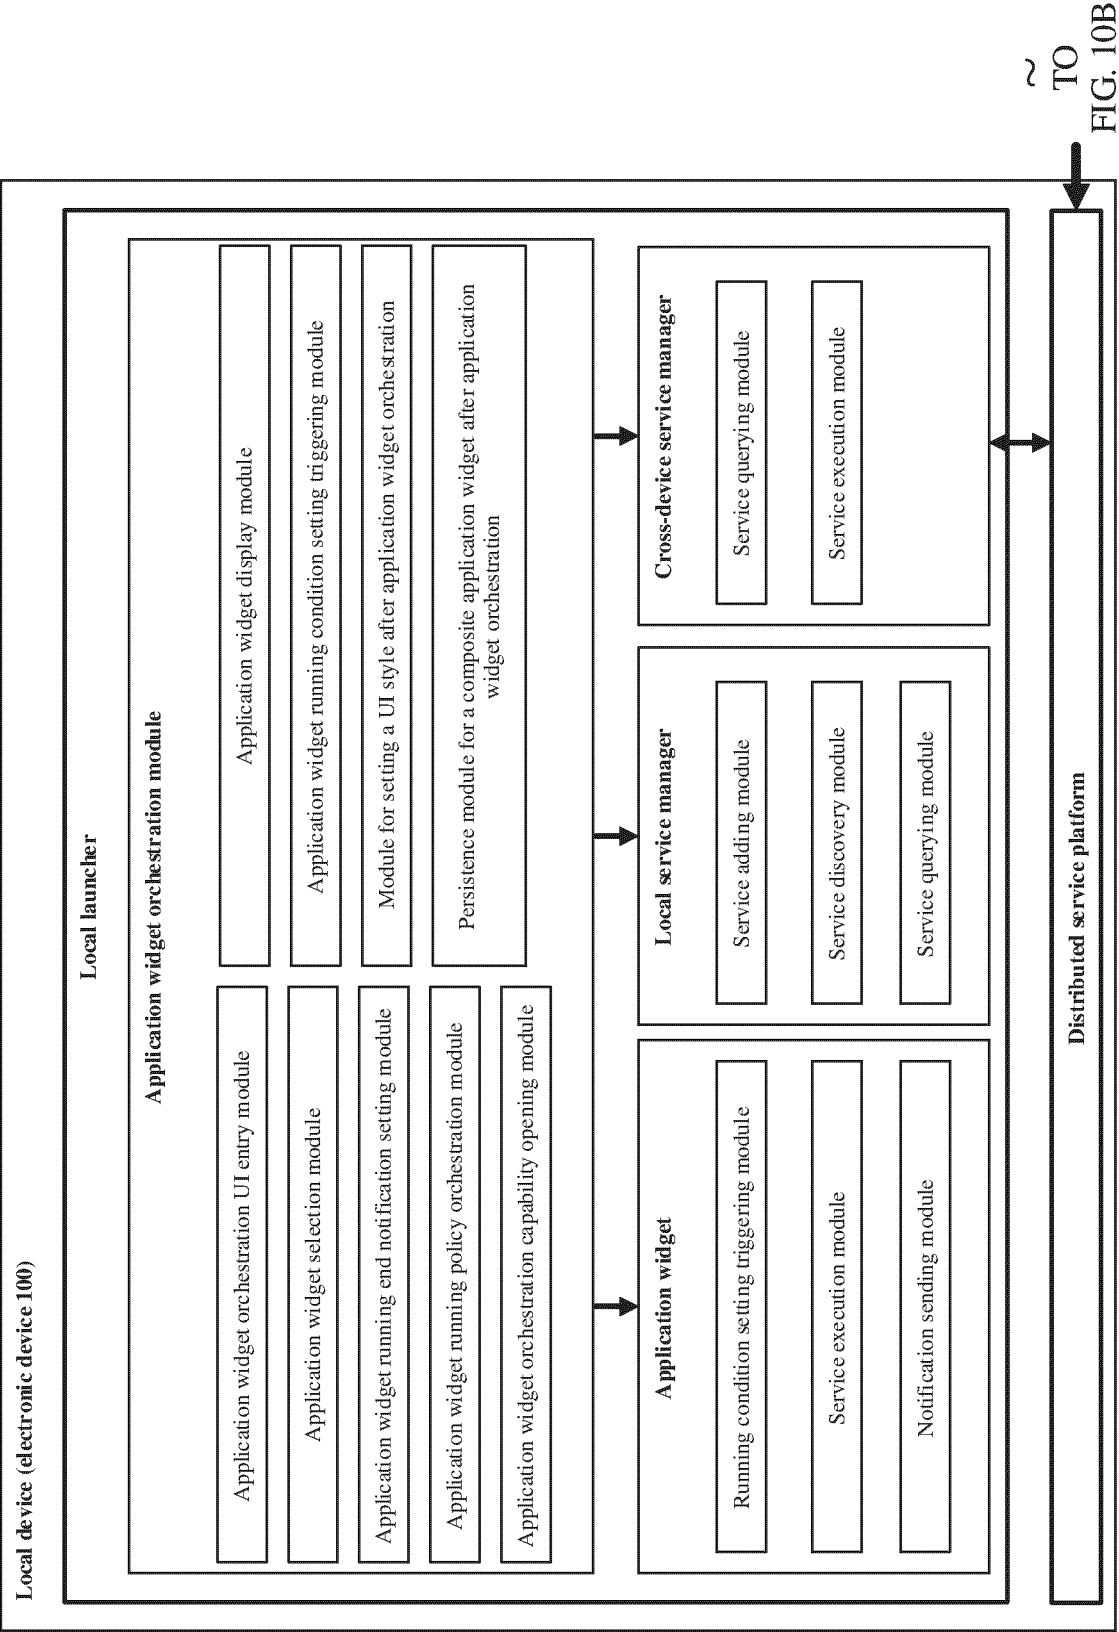 Local device (electronic device 100)
Local launcher
Application widget orchestration module
Application widget orchestration UI entry module
Application widget selection module
Application widget running end notification setting module
Application widget running policy orchestration module
Application widget orchestration capability opening module
Application widget display module
Application widget running condition setting triggering module
Module for setting a UI style after application widget orchestration
Persistence module for a composite application widget after application
widget orchestration
Application widget
Running condition setting triggering module
Service execution module
Notification sending module
Local service manager
Service adding module
Service discovery module
Service querying module
Cross-device service manager
Service querying module
Service execution module
Distributed service platform
~
TO
FIG. 10B